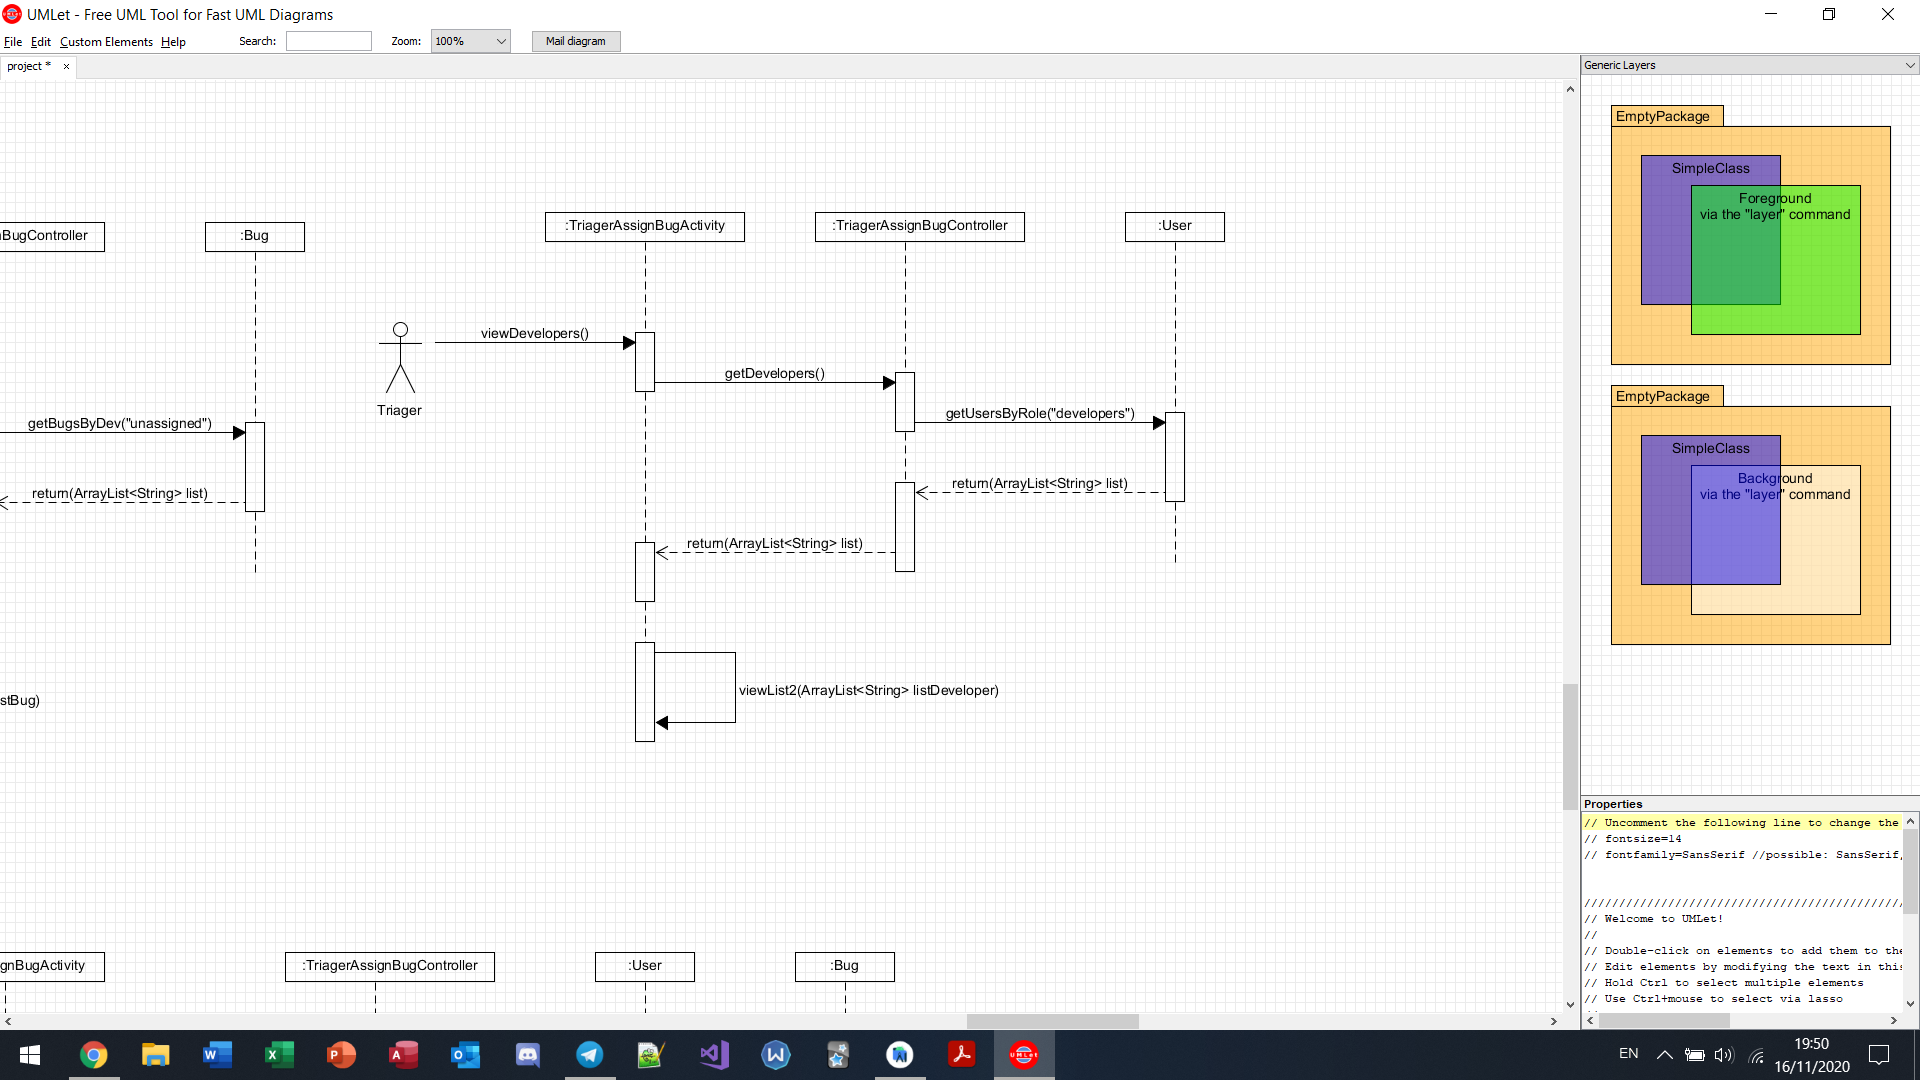 UMLet - Free UML Tool for Fast UML Diagrams
File Edit Custom Elements Help Search: Zoom: 100% Mail diagram
project *
Generic Layers
EmptyPackage
SimpleClass
Foreground
via the "layer" command
EmptyPackage
SimpleClass
Background
via the "layer" command
BugController
:Bug
:TriagerAssignBugActivity
:TriagerAssignBugController
:User
viewDevelopers()
Triager
getDevelopers()
getUsersByRole("developers")
getBugsByDev("unassigned")
return(ArrayList<String> list)
return(ArrayList<String> list)
return(ArrayList<String> list)
viewList2(ArrayList<String> listDeveloper)
stBug)
gnBugActivity
:TriagerAssignBugController
:User
:Bug
Properties
// Uncomment the following line to change the
// fontsize=14
// fontfamily=SansSerif //possible: SansSerif,
/////////////////////////////////////////////
// Welcome to UMLet!
//
// Double-click on elements to add them to the
// Edit elements by modifying the text in this
// Hold Ctrl to select multiple elements
// Use Ctrl+mouse to select via lasso
EN
19:50
16/11/2020